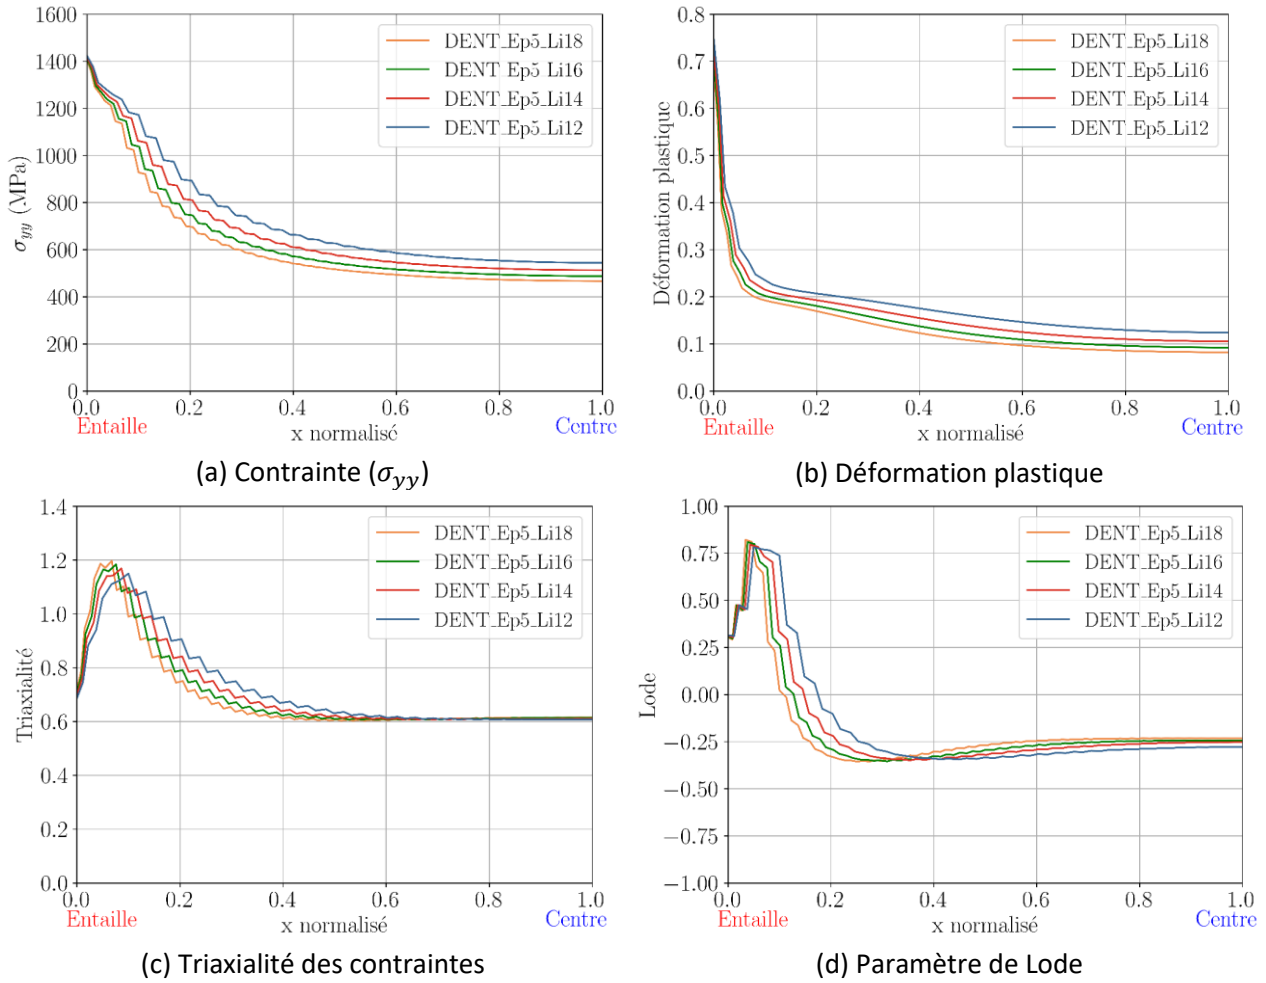 1600
1400
1200
1000
800
600
400
200
0
σyy (MPa)
DENT_Ep5_Li18
DENT_Ep5_Li16
DENT_Ep5_Li14
DENT_Ep5_Li12
0.0 0.2 0.4 0.6 0.8 1.0
Entaille x normalisé Centre
(a) Contrainte (σyy)
0.8
0.7
0.6
0.5
0.4
0.3
0.2
0.1
0.0
Déformation plastique
DENT_Ep5_Li18
DENT_Ep5_Li16
DENT_Ep5_Li14
DENT_Ep5_Li12
0.0 0.2 0.4 0.6 0.8 1.0
Entaille x normalisé Centre
(b) Déformation plastique
1.4
1.2
1.0
0.8
0.6
0.4
0.2
0.0
Triaxialité
DENT_Ep5_Li18
DENT_Ep5_Li16
DENT_Ep5_Li14
DENT_Ep5_Li12
0.0 0.2 0.4 0.6 0.8 1.0
Entaille x normalisé Centre
(c) Triaxialité des contraintes
1.00
0.75
0.50
0.25
0.00
−0.25
−0.50
−0.75
−1.00
Lode
DENT_Ep5_Li18
DENT_Ep5_Li16
DENT_Ep5_Li14
DENT_Ep5_Li12
0.0 0.2 0.4 0.6 0.8 1.0
Entaille x normalisé Centre
(d) Paramètre de Lode